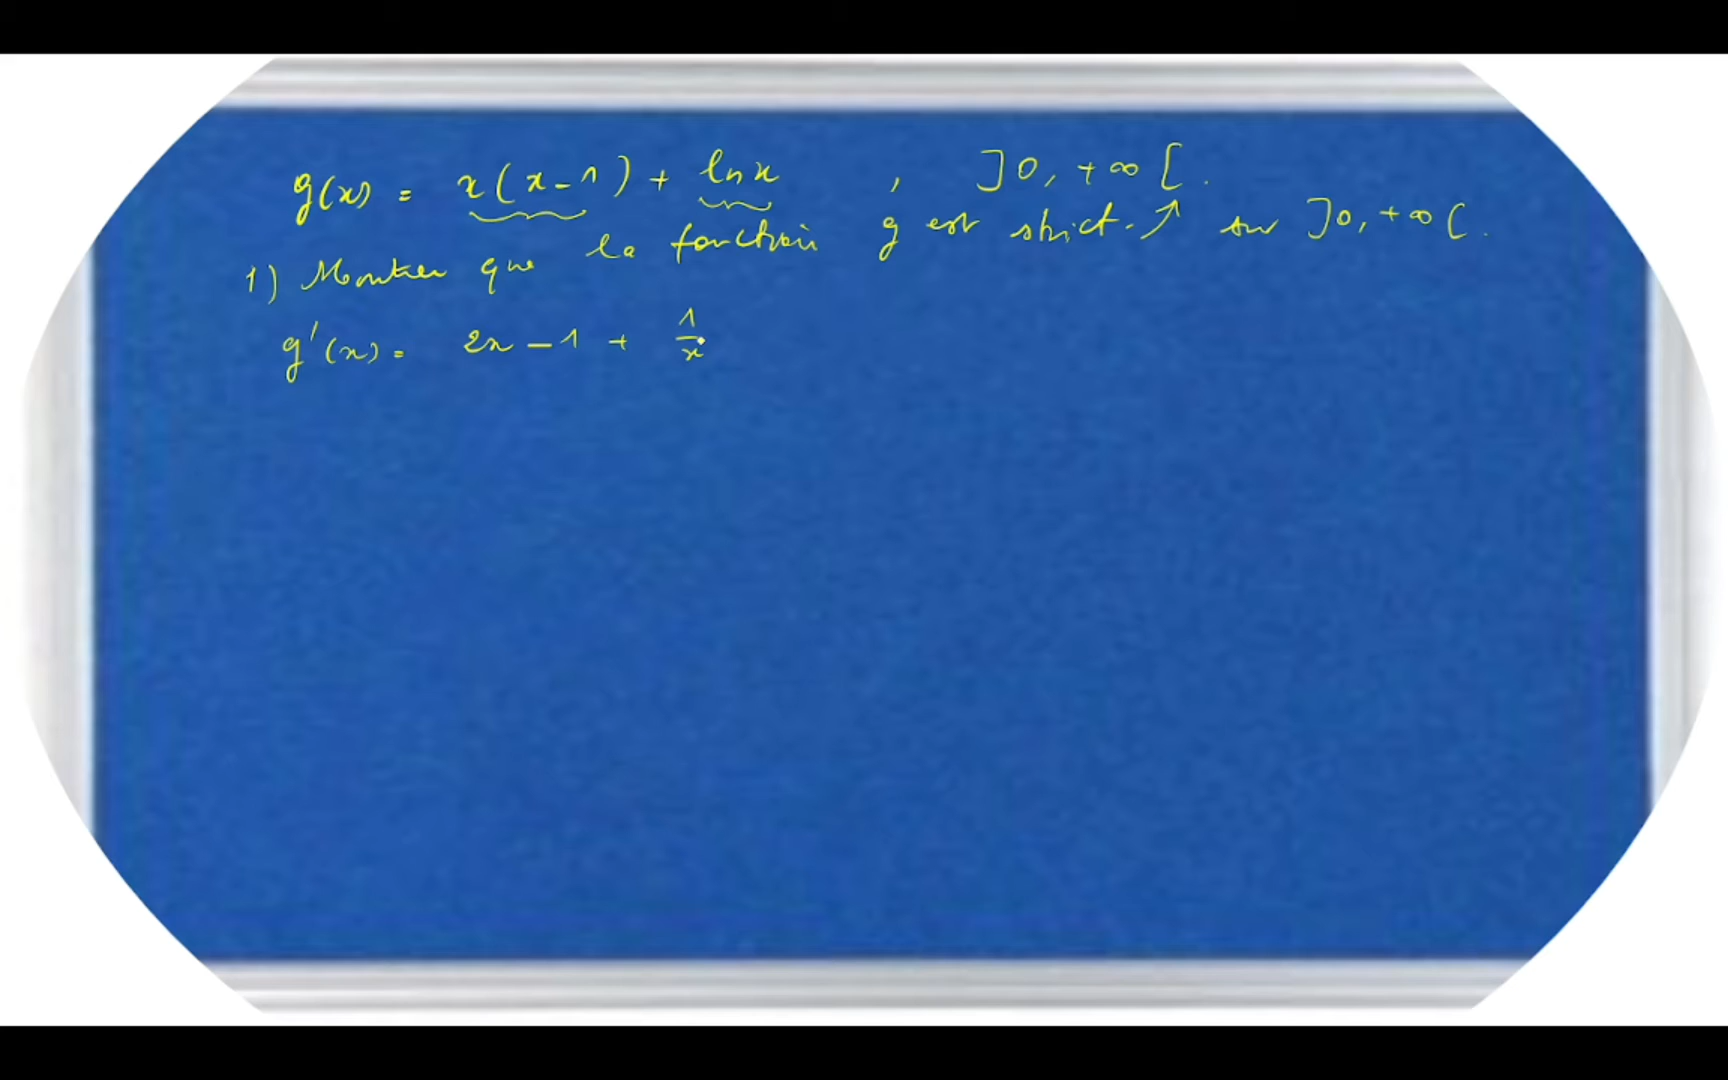 g(x) = x(x-1) + ln x , ]0, +∞[.
1) Montrer que la fonction g est strict. ↗ sur ]0, +∞[.
g'(x) = 2x - 1 + 1/x